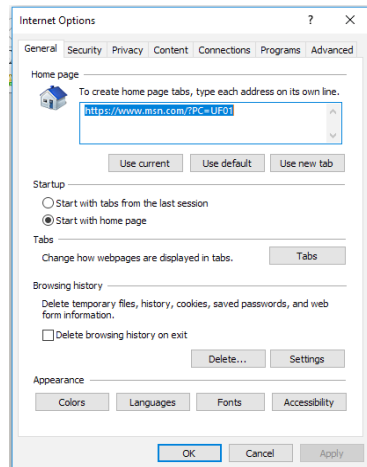 Internet Options ? X
General Security Privacy Content Connections Programs Advanced
Home page
To create home page tabs, type each address on its own line.
https://www.msn.com/?PC=UF01
Use current Use default Use new tab
Startup
Start with tabs from the last session
Start with home page
Tabs
Change how webpages are displayed in tabs. Tabs
Browsing history
Delete temporary files, history, cookies, saved passwords, and web
form information.
Delete browsing history on exit
Delete... Settings
Appearance
Colors Languages Fonts Accessibility
OK Cancel Apply